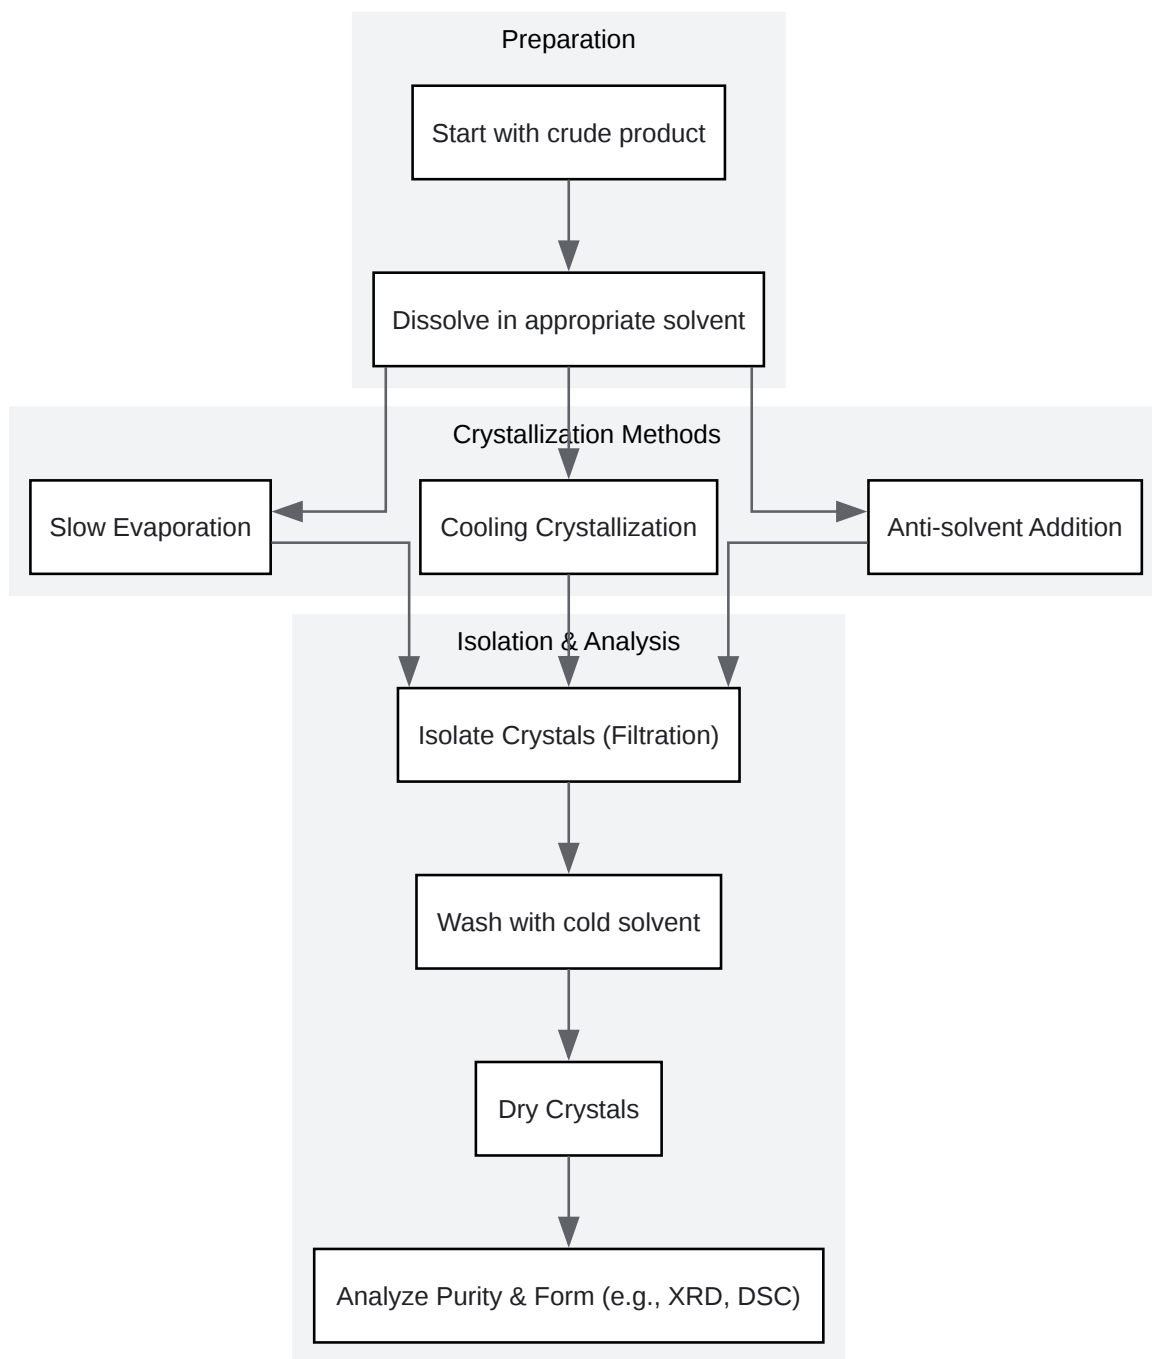 Preparation
Start with crude product
Dissolve in appropriate solvent
Crystallization Methods
Slow Evaporation
Cooling Crystallization
Anti-solvent Addition
Isolation & Analysis
Isolate Crystals (Filtration)
Wash with cold solvent
Dry Crystals
Analyze Purity & Form (e.g., XRD, DSC)